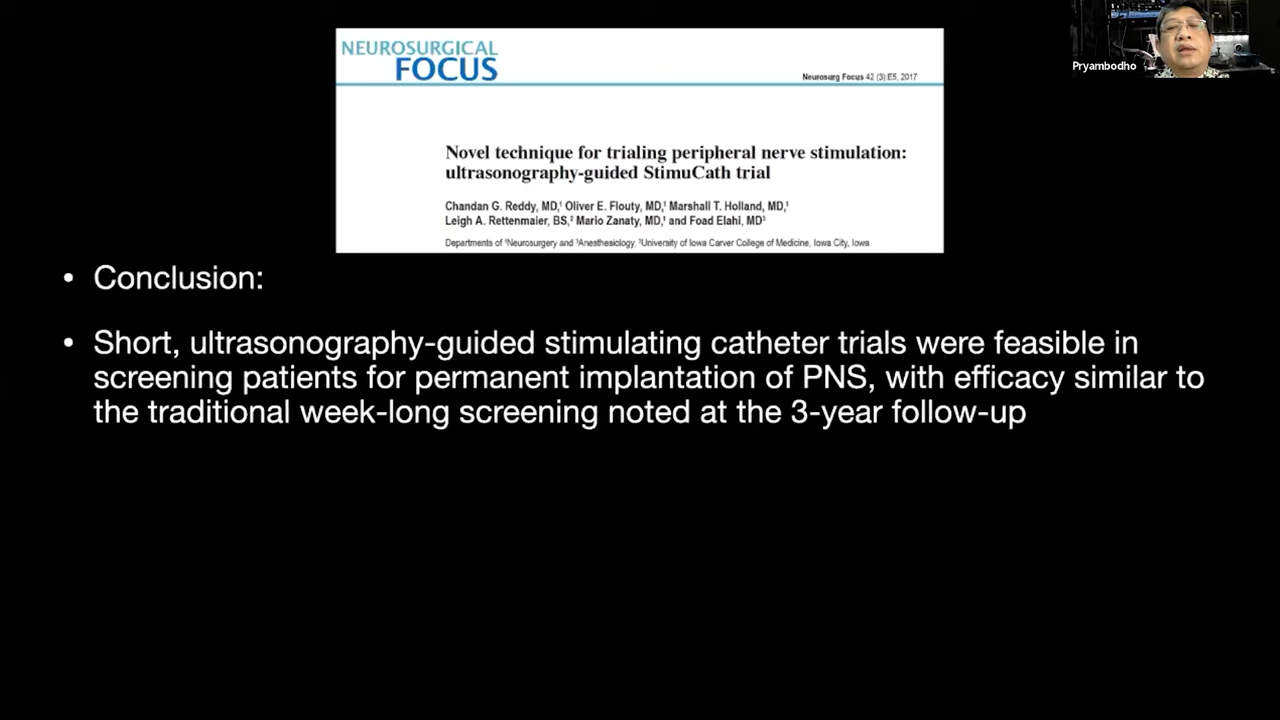 NEUROSURGICAL
FOCUS
Neurosurg Focus 42 (3):E5, 2017
Pryambodho
Novel technique for trialing peripheral nerve stimulation:
ultrasonography-guided StimuCath trial
Chandan G. Reddy, MD,¹ Oliver E. Flouty, MD,¹ Marshall T. Holland, MD,¹
Leigh A. Rettenmaier, BS,² Mario Zanaty, MD,¹ and Foad Elahi, MD³
Departments of ¹Neurosurgery and ³Anesthesiology, ²University of Iowa Carver College of Medicine, Iowa City, Iowa
• Conclusion:
• Short, ultrasonography-guided stimulating catheter trials were feasible in
screening patients for permanent implantation of PNS, with efficacy similar to
the traditional week-long screening noted at the 3-year follow-up